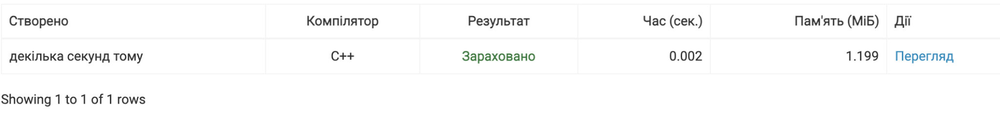 Створено Компілятор Результат Час (сек.) Пам'ять (МіБ) Дії
декілька секунд тому C++ Зараховано 0.002 1.199 Перегляд
Showing 1 to 1 of 1 rows